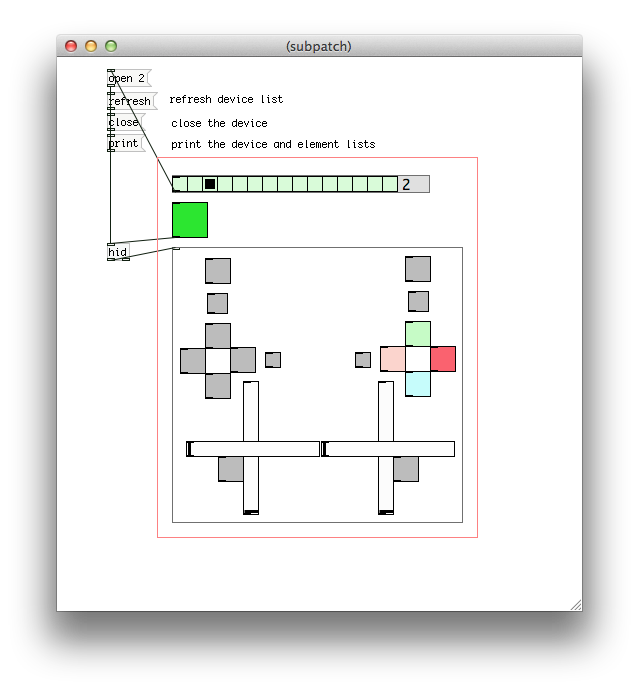 (subpatch)
open 2
refresh refresh device list
close close the device
print print the device and element lists
2
hid